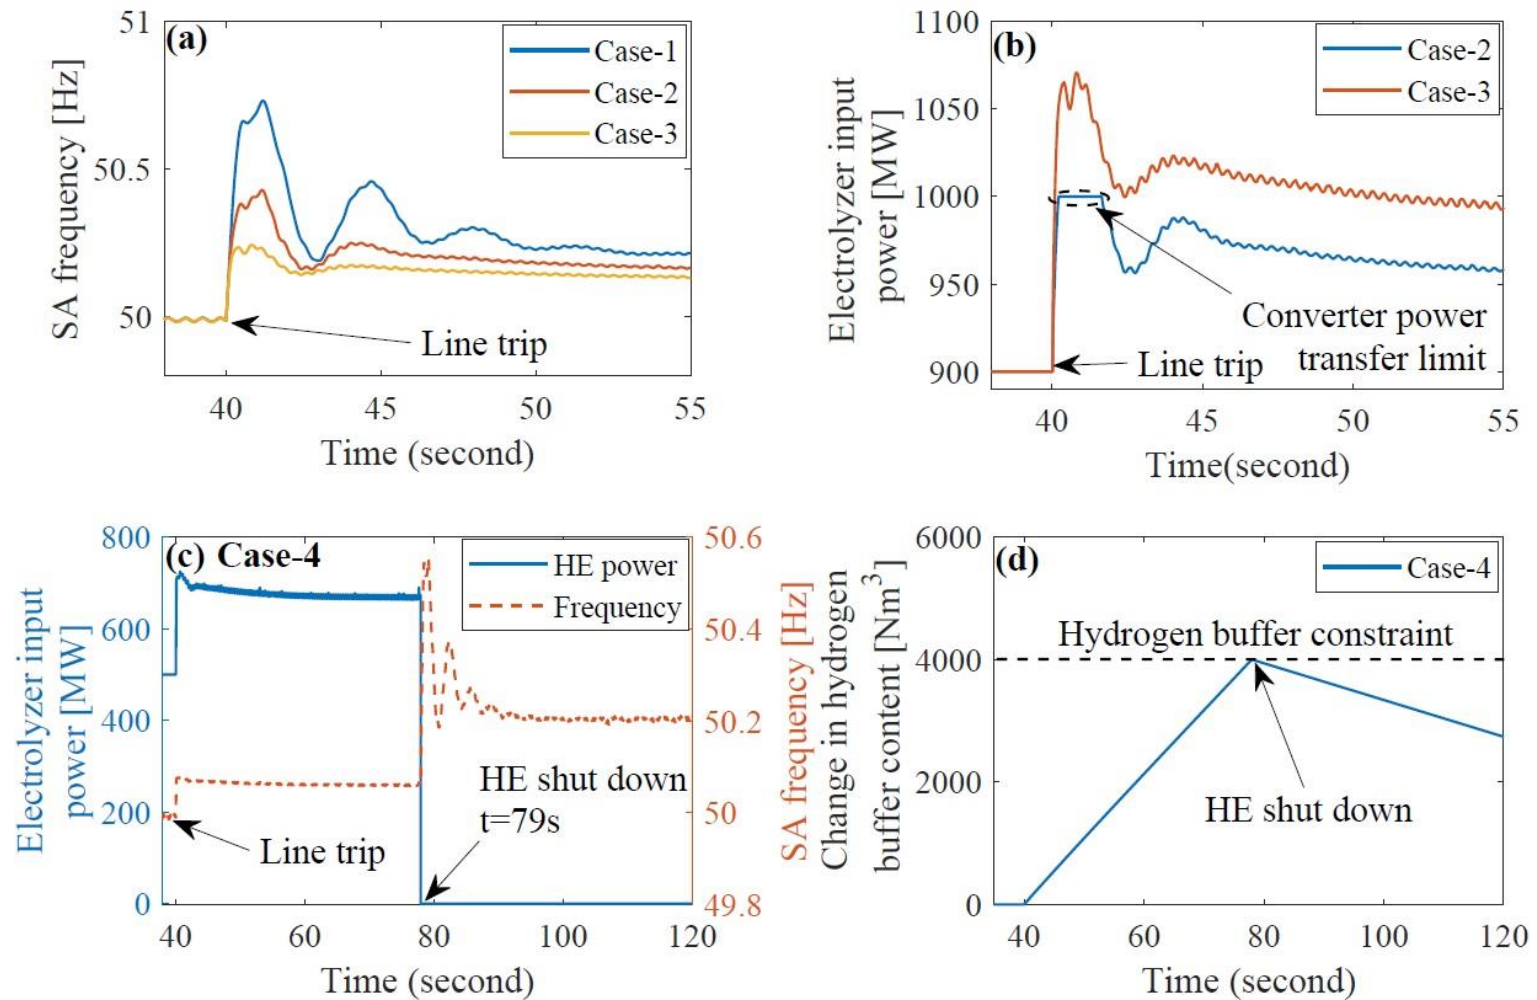 (a)
51
50.5
50
SA frequency [Hz]
Case-1
Case-2
Case-3
Line trip
40
45
50
55
Time (second)
(b)
1100
1050
1000
950
900
Electrolyzer input
power [MW]
Case-2
Case-3
Converter power
transfer limit
Line trip
40
45
50
55
Time(second)
(c) Case-4
800
600
400
200
0
Electrolyzer input
power [MW]
HE power
Frequency
50.6
50.4
50.2
50
49.8
SA frequency [Hz]
HE shut down
t=79s
Line trip
40
60
80
100
120
Time (second)
(d)
6000
4000
2000
0
Change in hydrogen
buffer content [Nm³]
Case-4
Hydrogen buffer constraint
HE shut down
40
60
80
100
120
Time (second)